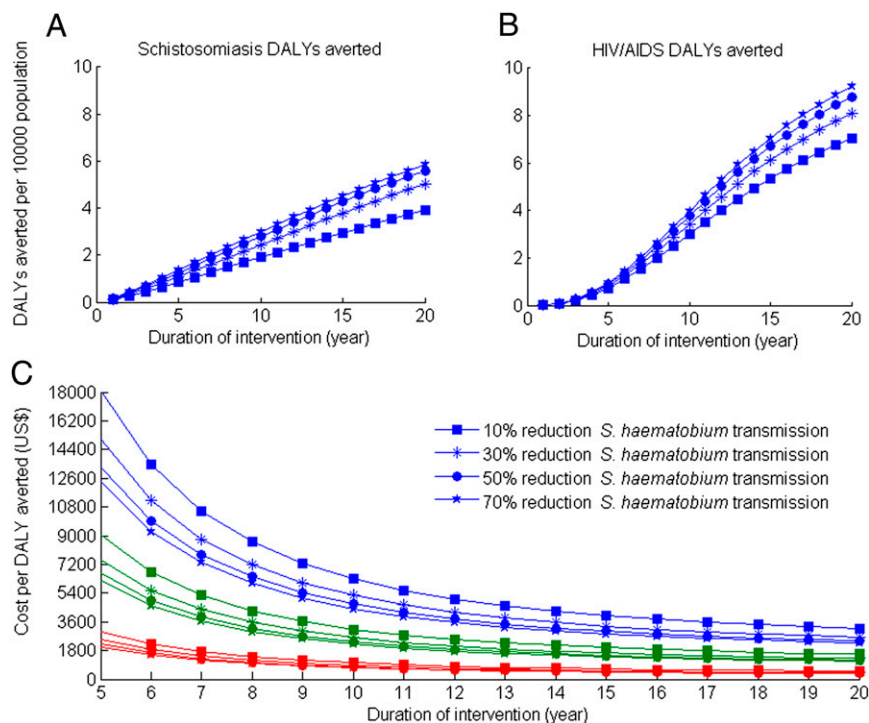 A
B
Schistosomiasis DALYs averted
HIV/AIDS DALYs averted
DALYs averted per 10000 population
10
8
6
4
2
0
0 5 10 15 20
Duration of intervention (year)
10
8
6
4
2
0
0 5 10 15 20
Duration of intervention (year)
C
Cost per DALY averted (US$)
18000
16200
14400
12600
10800
9000
7200
5400
3600
1800
0
10% reduction S. haematobium transmission
30% reduction S. haematobium transmission
50% reduction S. haematobium transmission
70% reduction S. haematobium transmission
5 6 7 8 9 10 11 12 13 14 15 16 17 18 19 20
Duration of intervention (year)